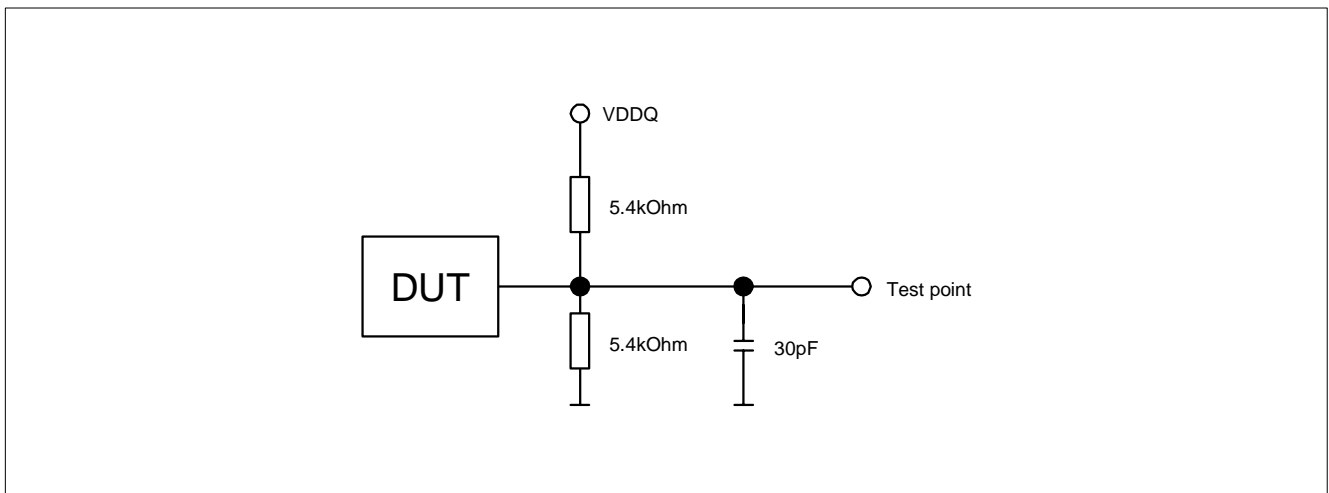 VDDQ
5.4kOhm
DUT
Test point
5.4kOhm
30pF